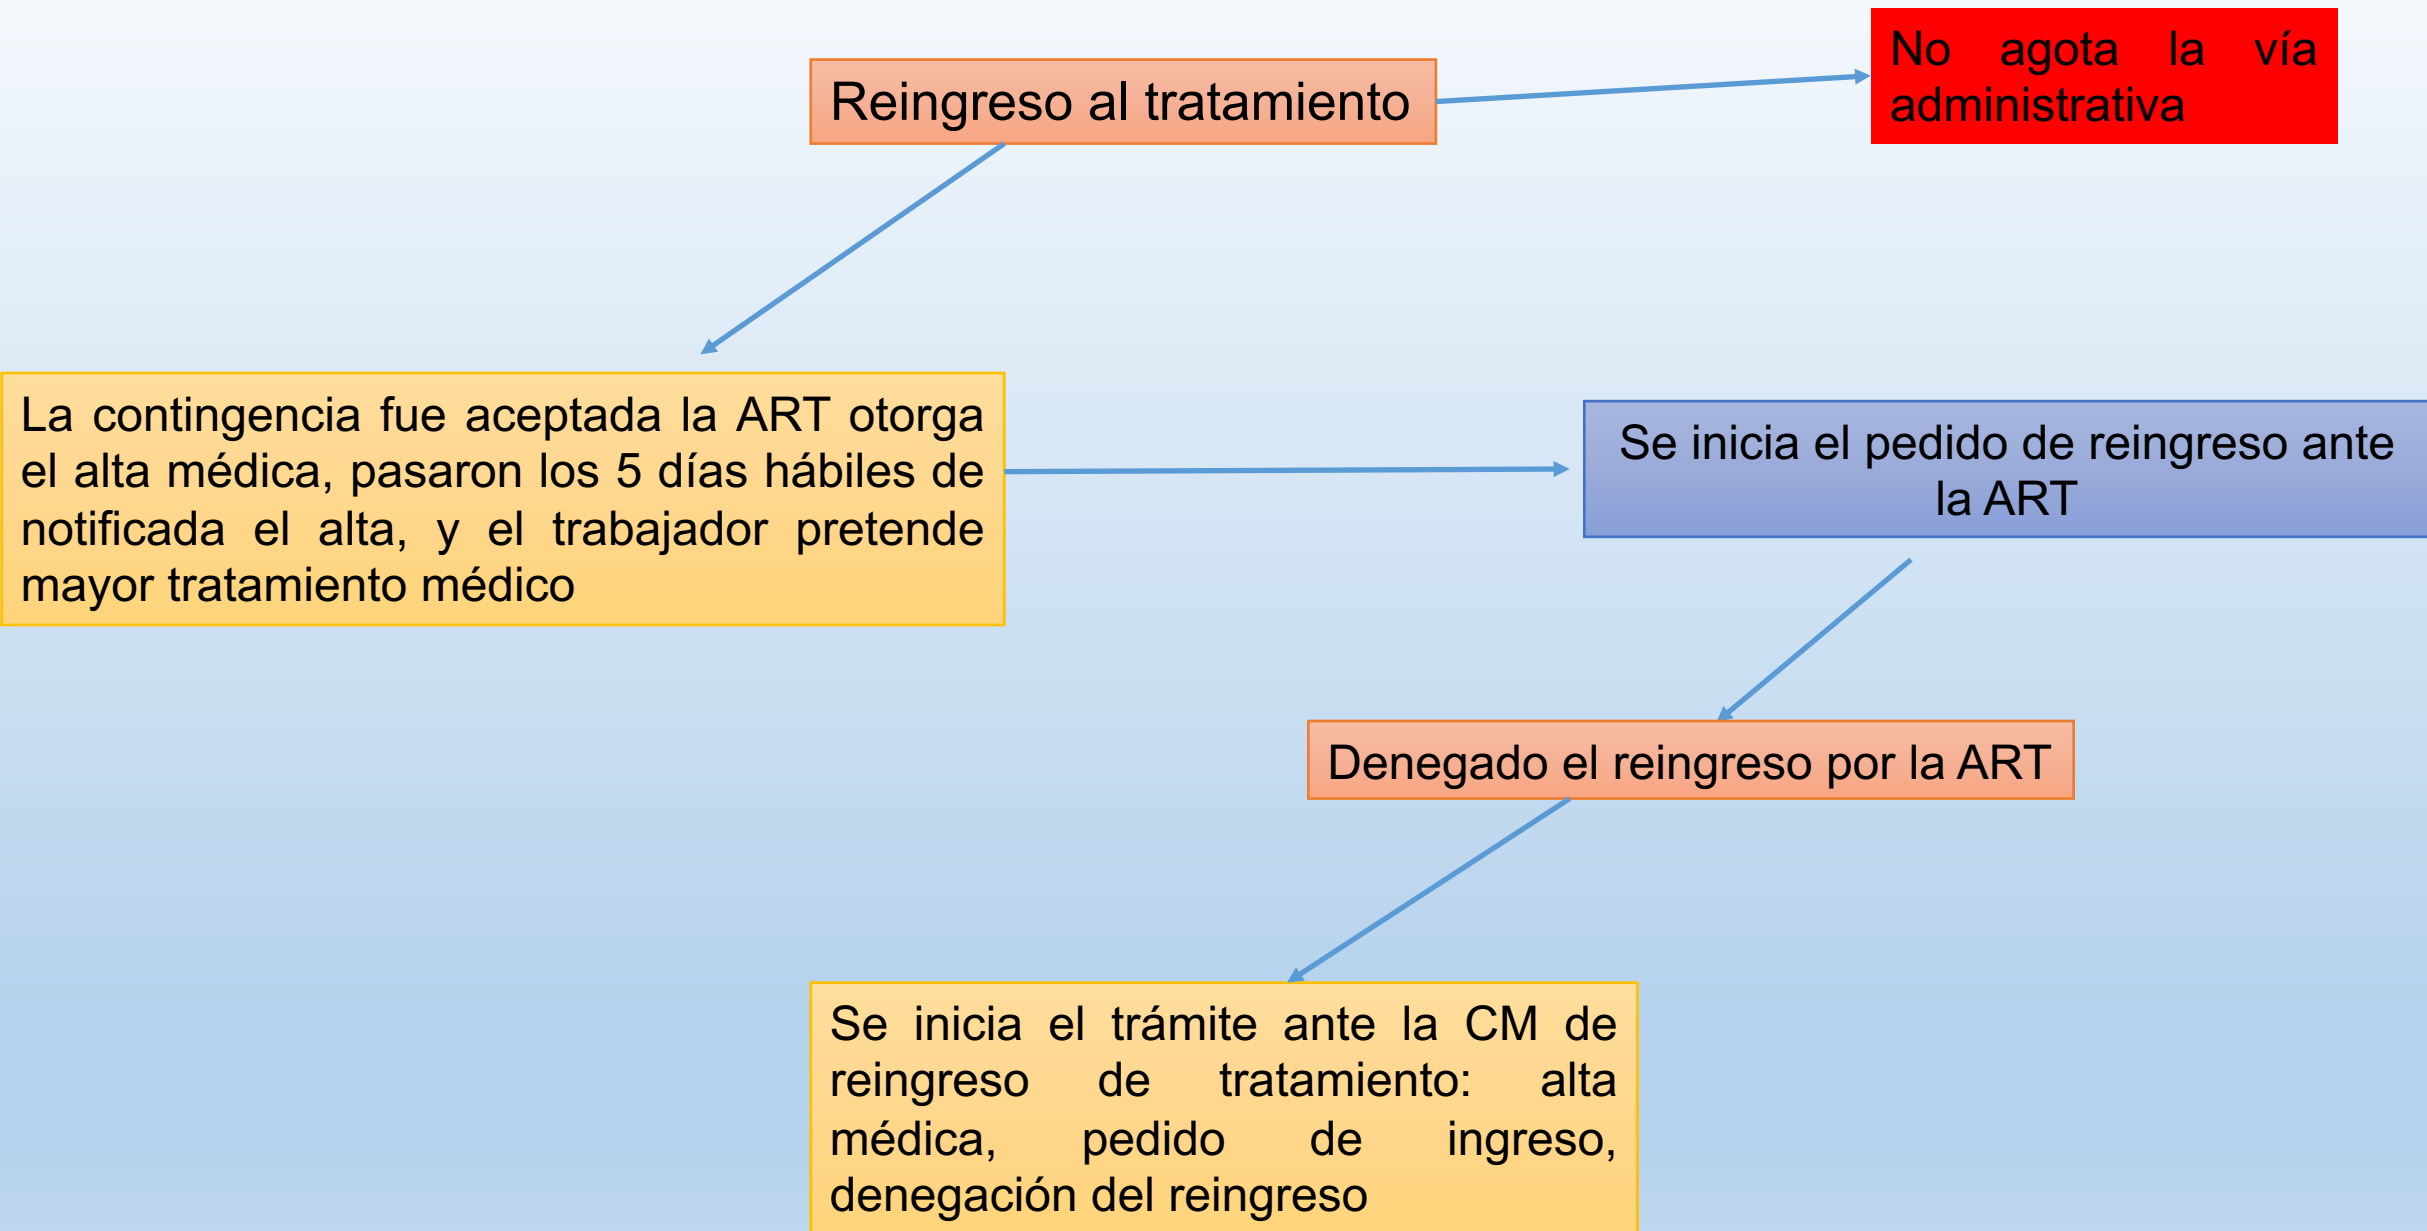 Reingreso al tratamiento
No agota la vía
administrativa
La contingencia fue aceptada la ART otorga
el alta médica, pasaron los 5 días hábiles de
notificada el alta, y el trabajador pretende
mayor tratamiento médico
Se inicia el pedido de reingreso ante
la ART
Denegado el reingreso por la ART
Se inicia el trámite ante la CM de
reingreso de tratamiento: alta
médica, pedido de ingreso,
denegación del reingreso